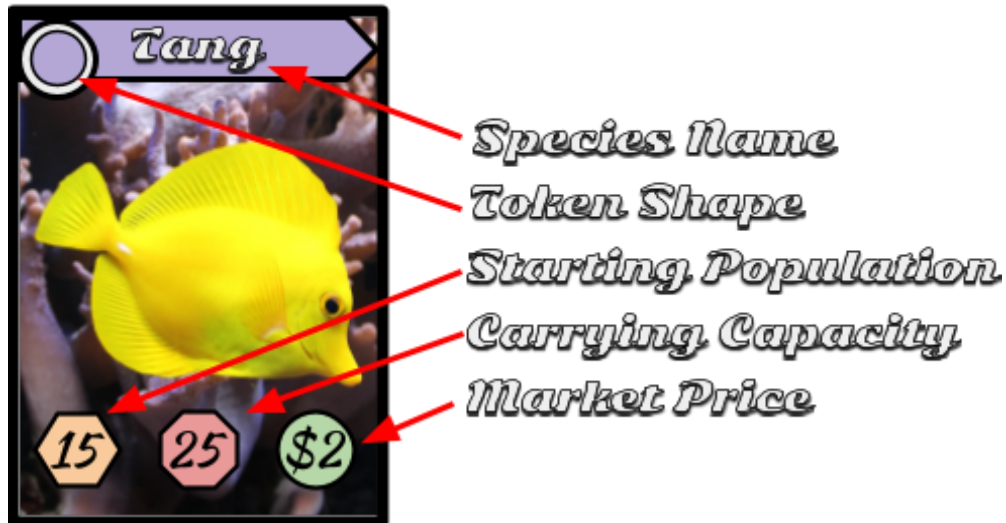 Tang
Species Name
Token Shape
Starting Population
Carrying Capacity
Market Price
15 25 $2